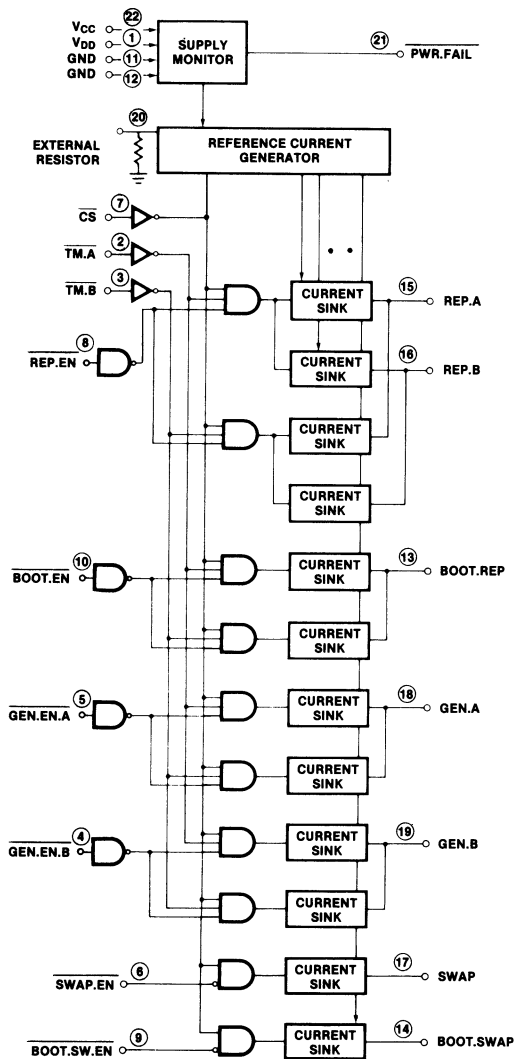 VCC 22
VDD 1
GND 11
GND 12
SUPPLY
MONITOR
21
PWR.FAIL
20
EXTERNAL
RESISTOR
REFERENCE CURRENT
GENERATOR
CS 7
TM.A 2
TM.B 3
REP.EN 8
CURRENT
SINK
15
REP.A
CURRENT
SINK
16
REP.B
CURRENT
SINK
CURRENT
SINK
BOOT.EN 10
CURRENT
SINK
13
BOOT.REP
CURRENT
SINK
GEN.EN.A 5
CURRENT
SINK
18
GEN.A
CURRENT
SINK
GEN.EN.B 4
CURRENT
SINK
19
GEN.B
CURRENT
SINK
SWAP.EN 6
CURRENT
SINK
17
SWAP
BOOT.SW.EN 9
CURRENT
SINK
14
BOOT.SWAP